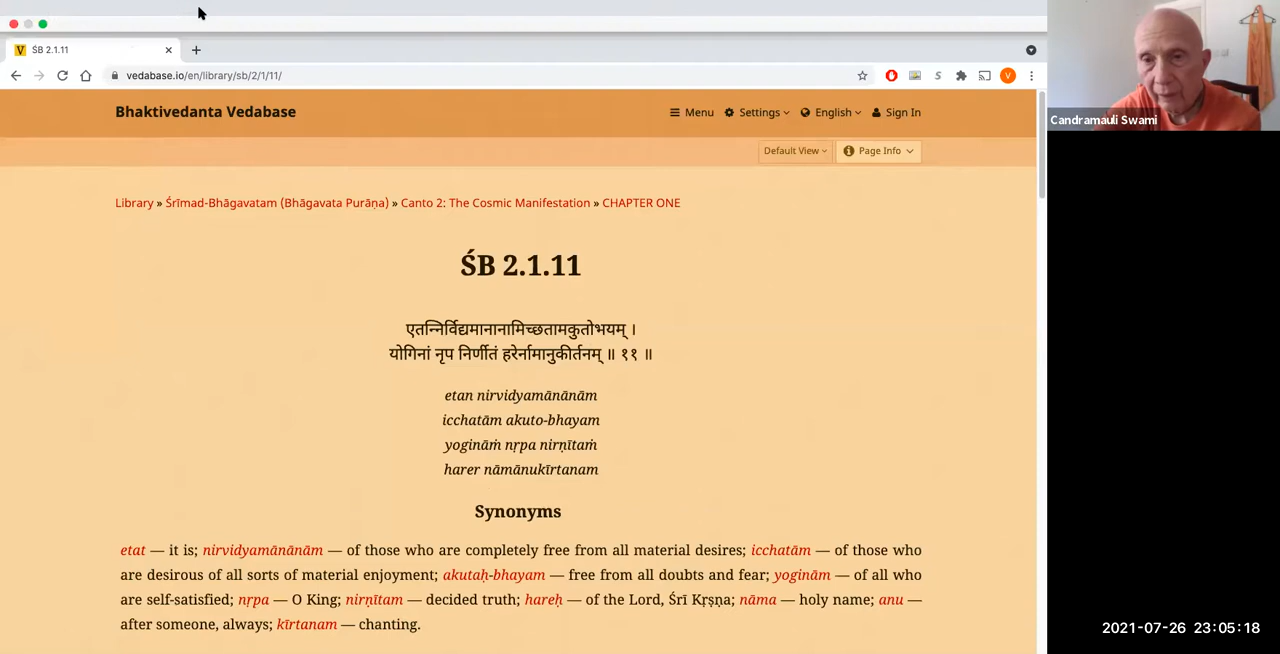 ŚB 2.1.11
vedabase.io/en/library/sb/2/1/11/
V
Bhaktivedanta Vedabase
Menu Settings English Sign In
Default View Page Info
Candramauli Swami
Library » Śrīmad-Bhāgavatam (Bhāgavata Purāṇa) » Canto 2: The Cosmic Manifestation » CHAPTER ONE
ŚB 2.1.11
एतन्निर्विद्यमानानामिच्छतामकुतोभयम् ।
योगिनां नृप निर्णीतं हरेर्नामानुकीर्तनम् ॥ ११ ॥
etan nirvidyamānānām
icchatām akuto-bhayam
yogināṁ nṛpa nirṇītaṁ
harer nāmānukīrtanam
Synonyms
etat — it is; nirvidyamānānām — of those who are completely free from all material desires; icchatām — of those who
are desirous of all sorts of material enjoyment; akutaḥ-bhayam — free from all doubts and fear; yoginām — of all who
are self-satisfied; nṛpa — O King; nirṇītam — decided truth; hareḥ — of the Lord, Śrī Kṛṣṇa; nāma — holy name; anu —
after someone, always; kīrtanam — chanting.
2021-07-26 23:05:18